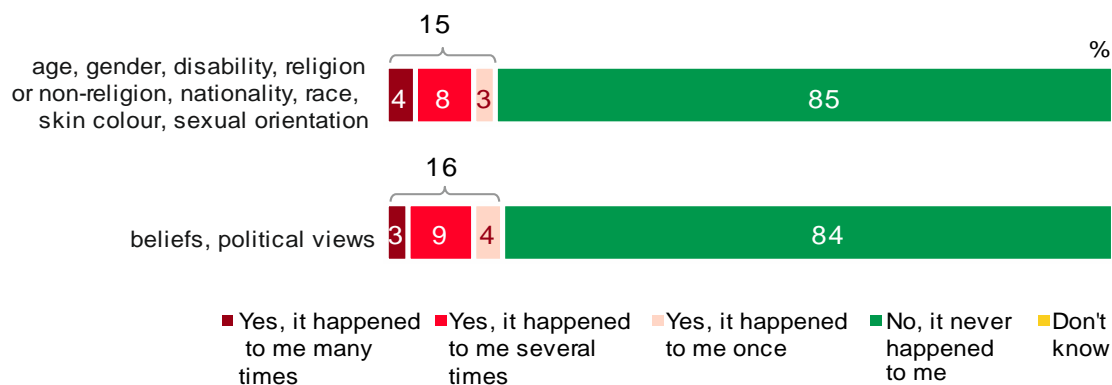 15
%
age, gender, disability, religion
or non-religion, nationality, race,
skin colour, sexual orientation
4 8 3 85
16
beliefs, political views
3 9 4 84
Yes, it happened
to me many
times
Yes, it happened
to me several
times
Yes, it happened
to me once
No, it never
happened
to me
Don't
know